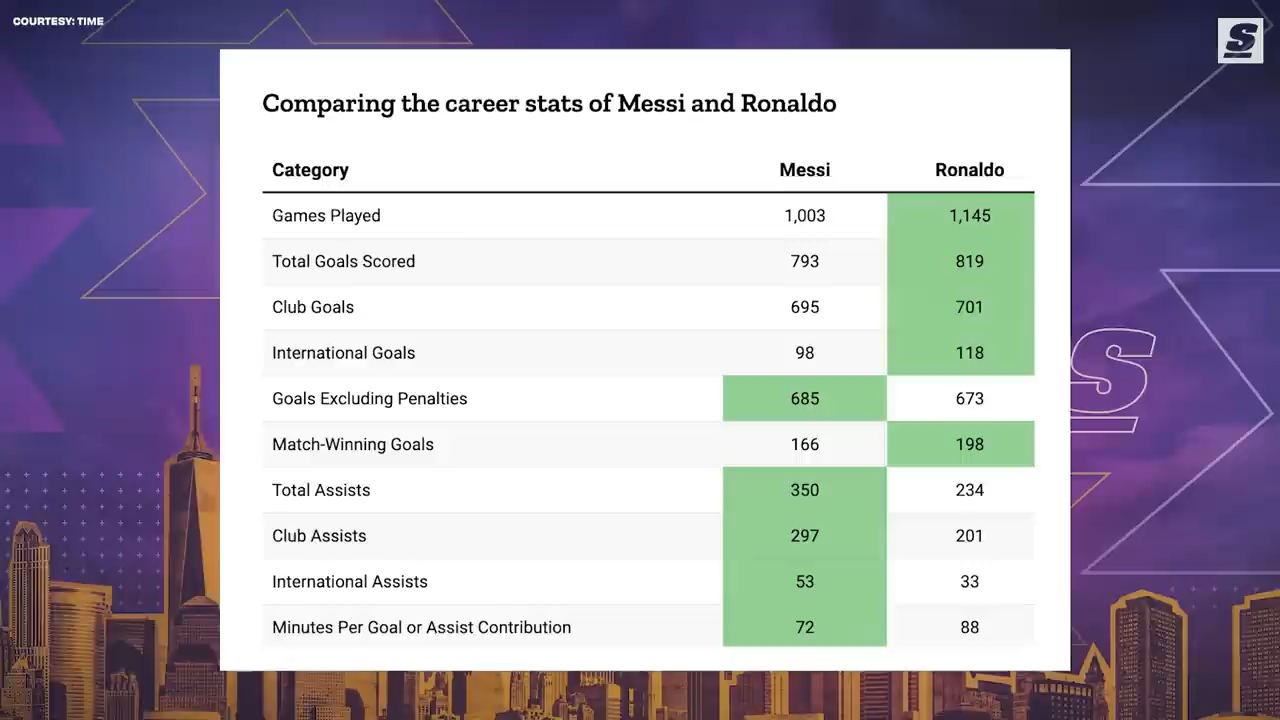 COURTESY: TIME
S
Comparing the career stats of Messi and Ronaldo
Category Messi Ronaldo
Games Played 1,003 1,145
Total Goals Scored 793 819
Club Goals 695 701
International Goals 98 118
Goals Excluding Penalties 685 673
Match-Winning Goals 166 198
Total Assists 350 234
Club Assists 297 201
International Assists 53 33
Minutes Per Goal or Assist Contribution 72 88
S